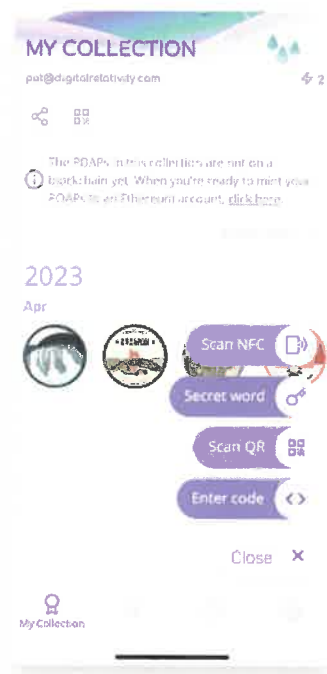 MY COLLECTION
pat@digitalrelativity.com
2
The POAPs in this collection are not on a
blockchain yet. When you're ready to mint your
POAPs to an Ethereum account, click here.
2023
Apr
Scan NFC
Secret word
Scan QR
Enter code
Close
My Collection